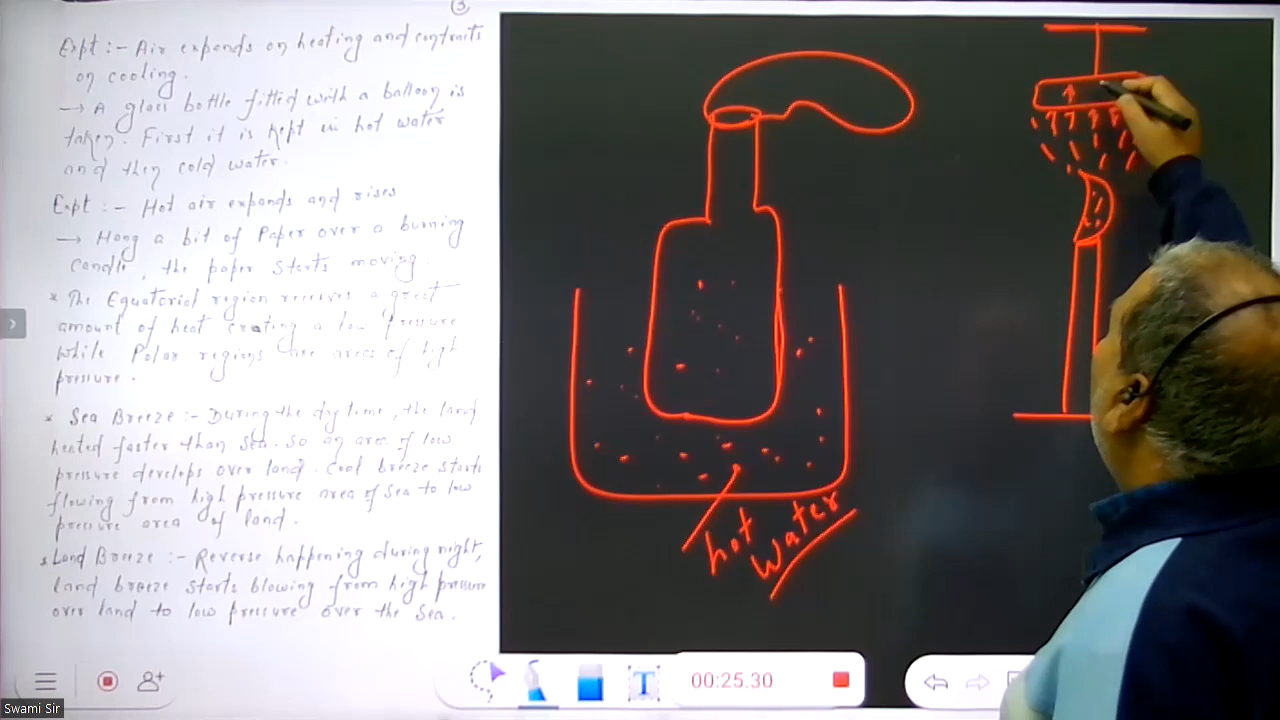 3
Expt :- Air expands on heating and contracts
on cooling.
→ A glass bottle fitted with a balloon is
taken. First it is kept in hot water
and then cold water.
Expt :- Hot air expands and rises
→ Hang a bit of Paper over a burning
Candle, the paper starts moving.
* The Equatorial region receives a great
amount of heat creating a low pressure
while Polar regions are areas of high
pressure.
* Sea Breeze :- During the day time, the land
heated faster than sea. So an area of low
pressure develops over land. Cool breeze starts
flowing from high pressure area of sea to low
pressure area of land.
* Land Breeze :- Reverse happening during night,
land breeze starts blowing from high pressure
over land to low pressure over the sea.
hot
water
T
00:25.30
Swami Sir